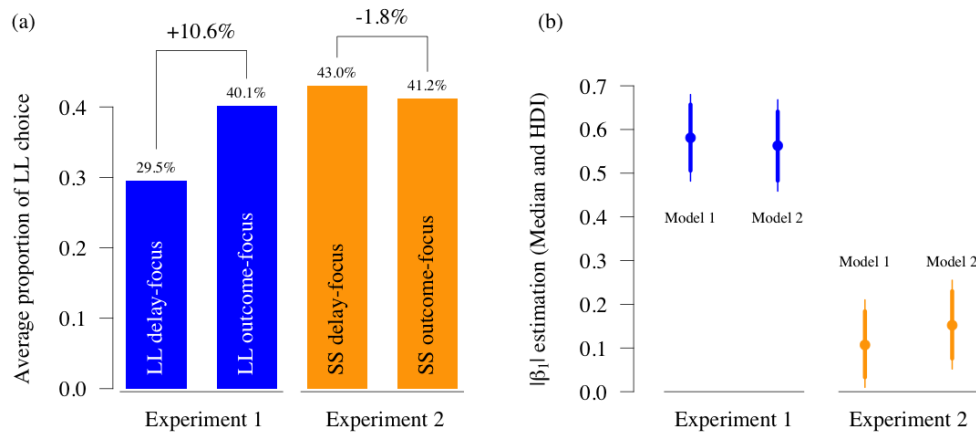 (a)
+10.6%
-1.8%
29.5%
40.1%
43.0%
41.2%
Average proportion of LL choice
0.4
0.3
0.2
0.1
0.0
LL delay-focus
LL outcome-focus
SS delay-focus
SS outcome-focus
Experiment 1
Experiment 2
(b)
|β₁| estimation (Median and HDI)
0.7
0.6
0.5
0.4
0.3
0.2
0.1
0.0
Model 1
Model 2
Model 1
Model 2
Experiment 1
Experiment 2